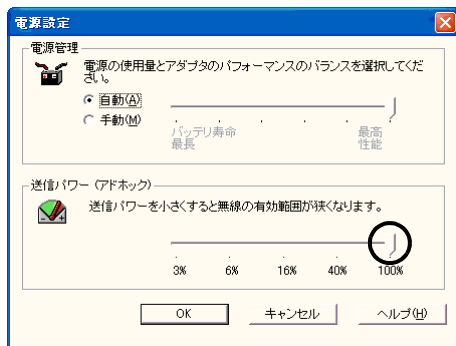 電源設定
電源管理
電源の使用量とアダプタのパフォーマンスのバランスを選択してくだ
さい。
自動(A)
手動(M)
バッテリ寿命
最長
最高
性能
送信パワー (アドホック)
送信パワーを小さくすると無線の有効範囲が狭くなります。
3% 6% 16% 40% 100%
OK キャンセル ヘルプ(H)